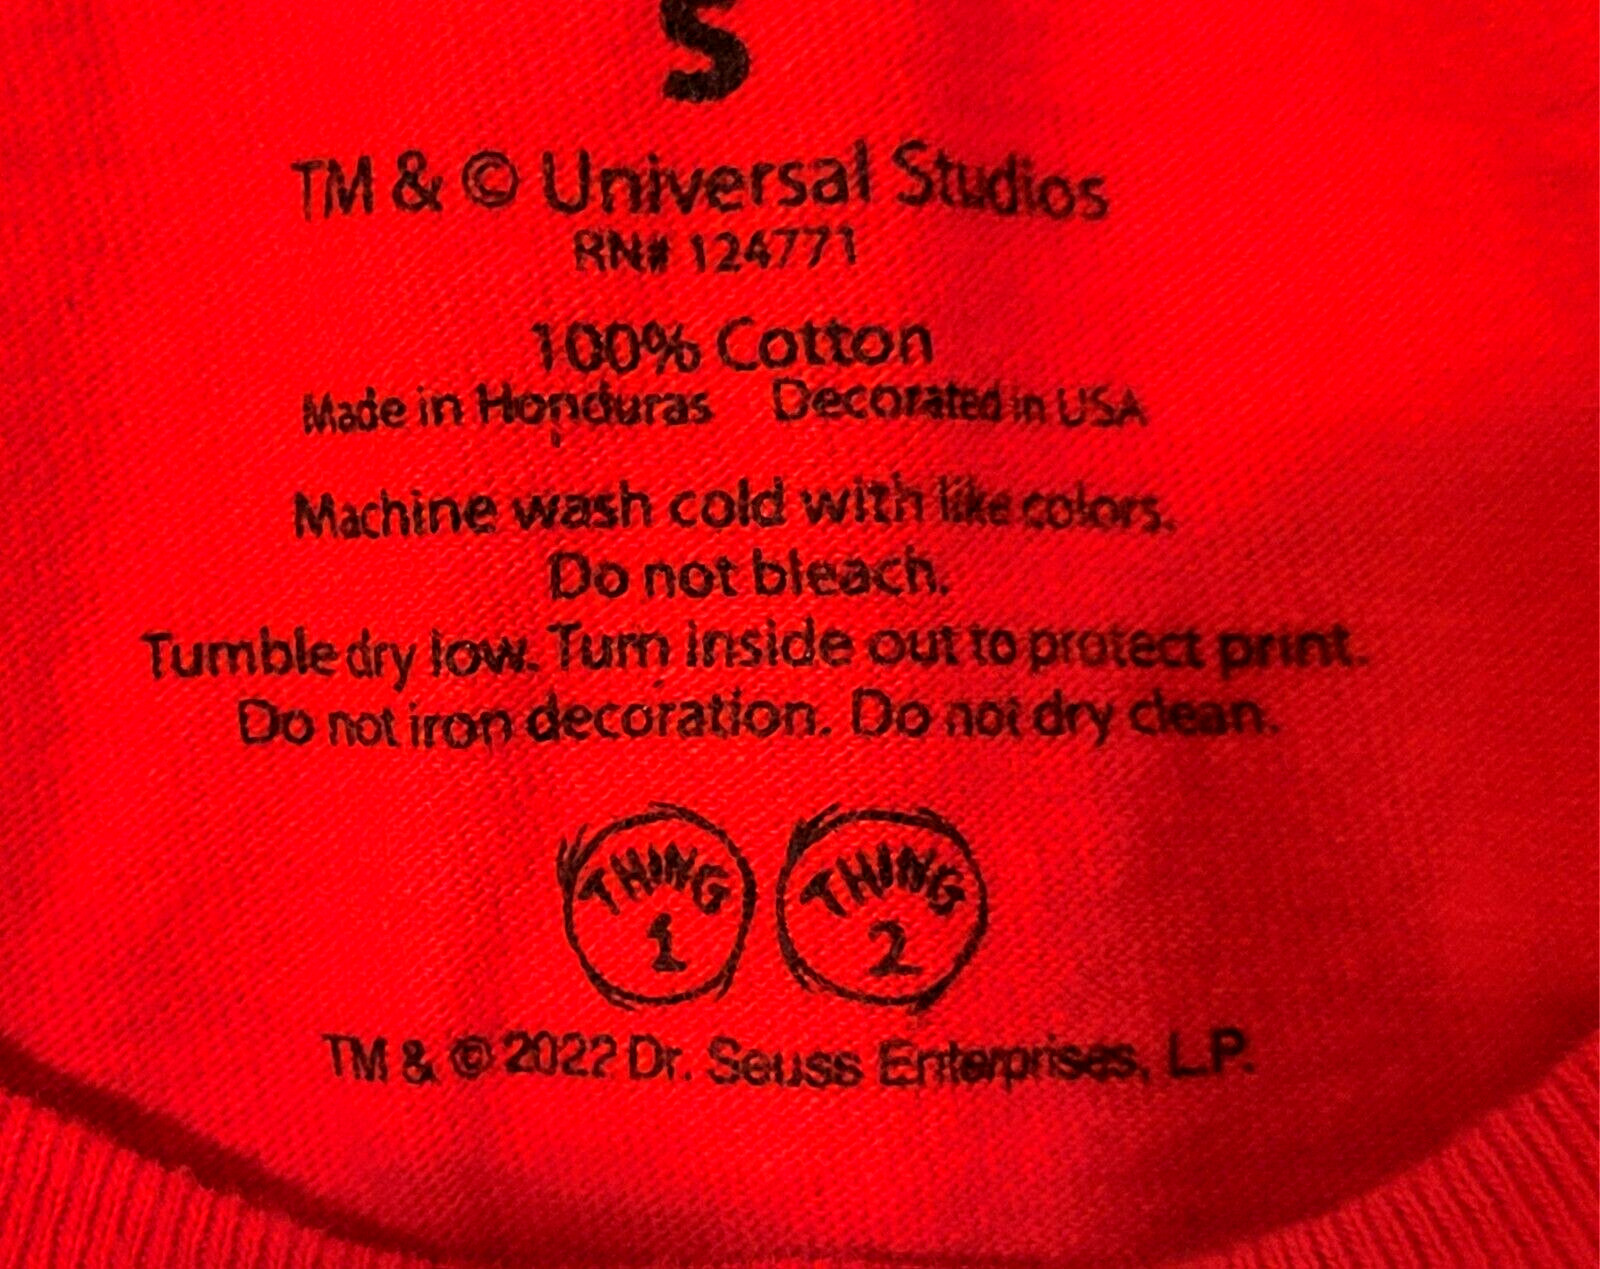 S
TM & © Universal Studios
RN# 124771
100% Cotton
Made in Honduras Decorated in USA
Machine wash cold with like colors.
Do not bleach.
Tumble dry low. Turn inside out to protect print.
Do not iron decoration. Do not dry clean.
THING 1 THING 2
TM & © 2022 Dr. Seuss Enterprises, L.P.